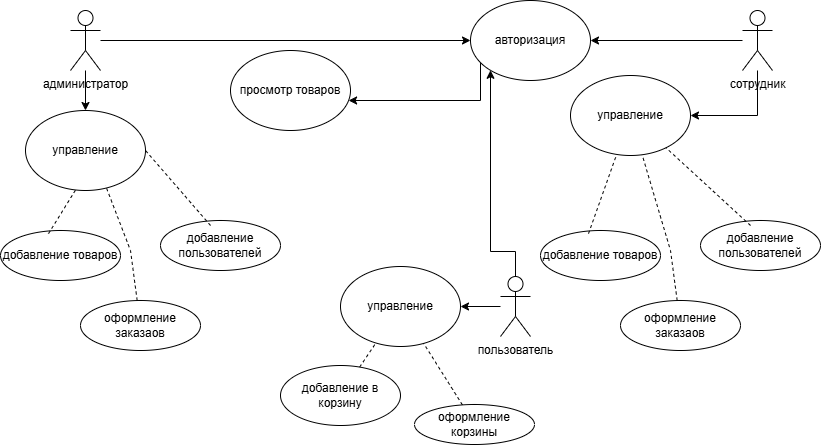 авторизация
просмотр товаров
администратор
сотрудник
управление
управление
добавление товаров
добавление
пользователей
добавление товаров
добавление
пользователей
оформление
заказаов
оформление
заказаов
управление
пользователь
добавление в
корзину
оформление
корзины